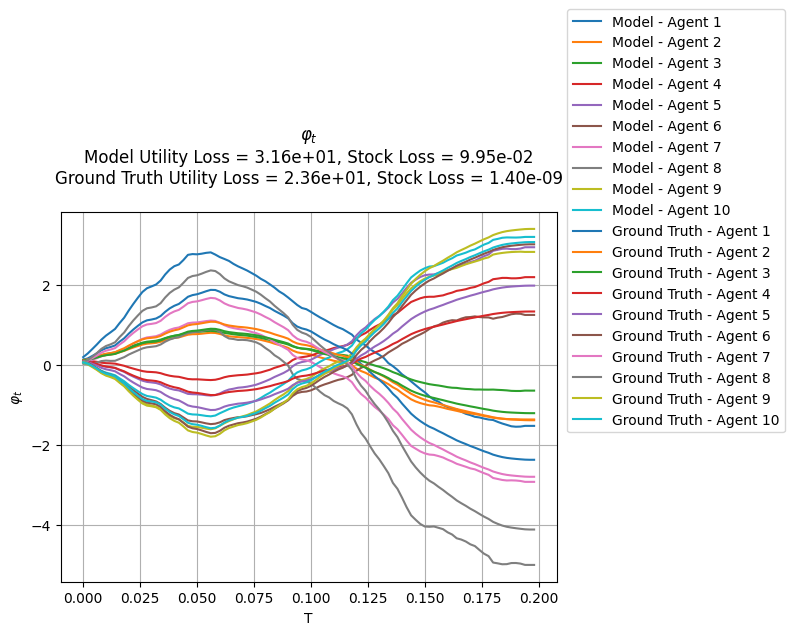 φt
Model Utility Loss = 3.16e+01, Stock Loss = 9.95e-02
Ground Truth Utility Loss = 2.36e+01, Stock Loss = 1.40e-09
φt
2
0
−2
−4
0.000 0.025 0.050 0.075 0.100 0.125 0.150 0.175 0.200
T
Model - Agent 1
Model - Agent 2
Model - Agent 3
Model - Agent 4
Model - Agent 5
Model - Agent 6
Model - Agent 7
Model - Agent 8
Model - Agent 9
Model - Agent 10
Ground Truth - Agent 1
Ground Truth - Agent 2
Ground Truth - Agent 3
Ground Truth - Agent 4
Ground Truth - Agent 5
Ground Truth - Agent 6
Ground Truth - Agent 7
Ground Truth - Agent 8
Ground Truth - Agent 9
Ground Truth - Agent 10